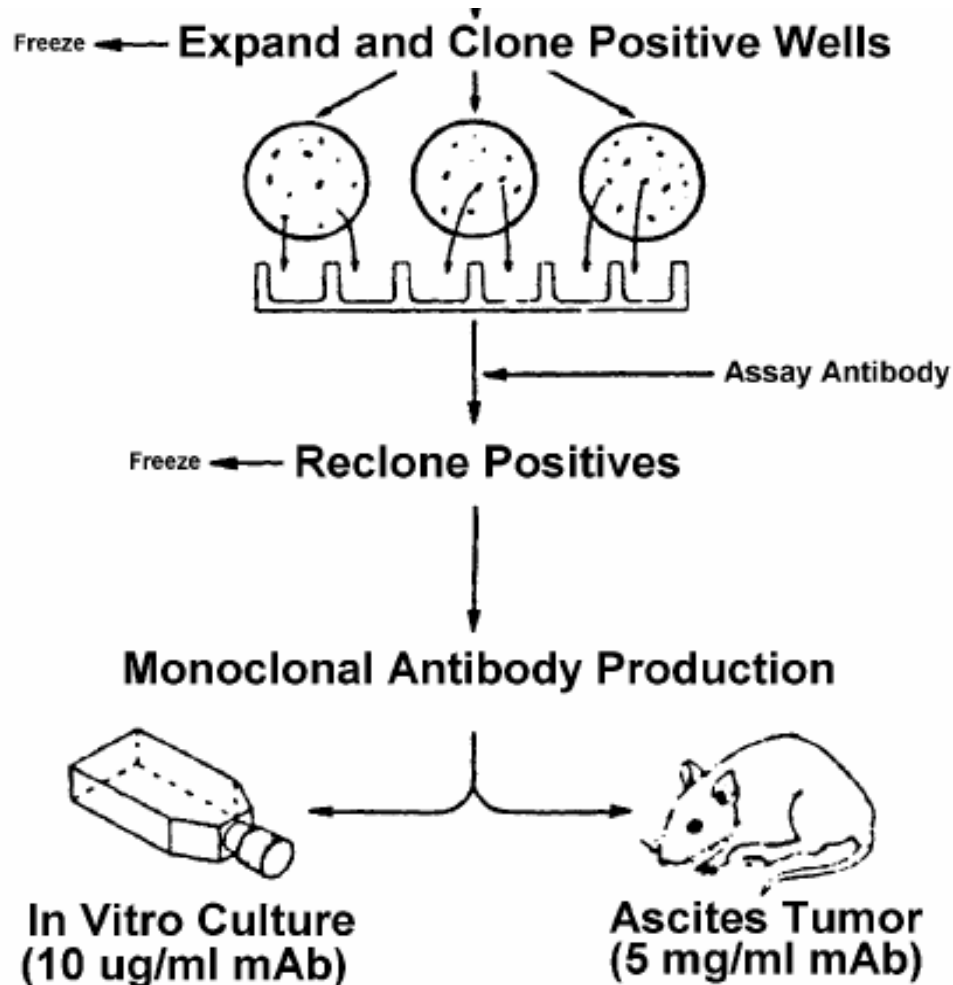 Freeze Expand and Clone Positive Wells
Assay Antibody
Freeze Reclone Positives
Monoclonal Antibody Production
In Vitro Culture
(10 ug/ml mAb)
Ascites Tumor
(5 mg/ml mAb)